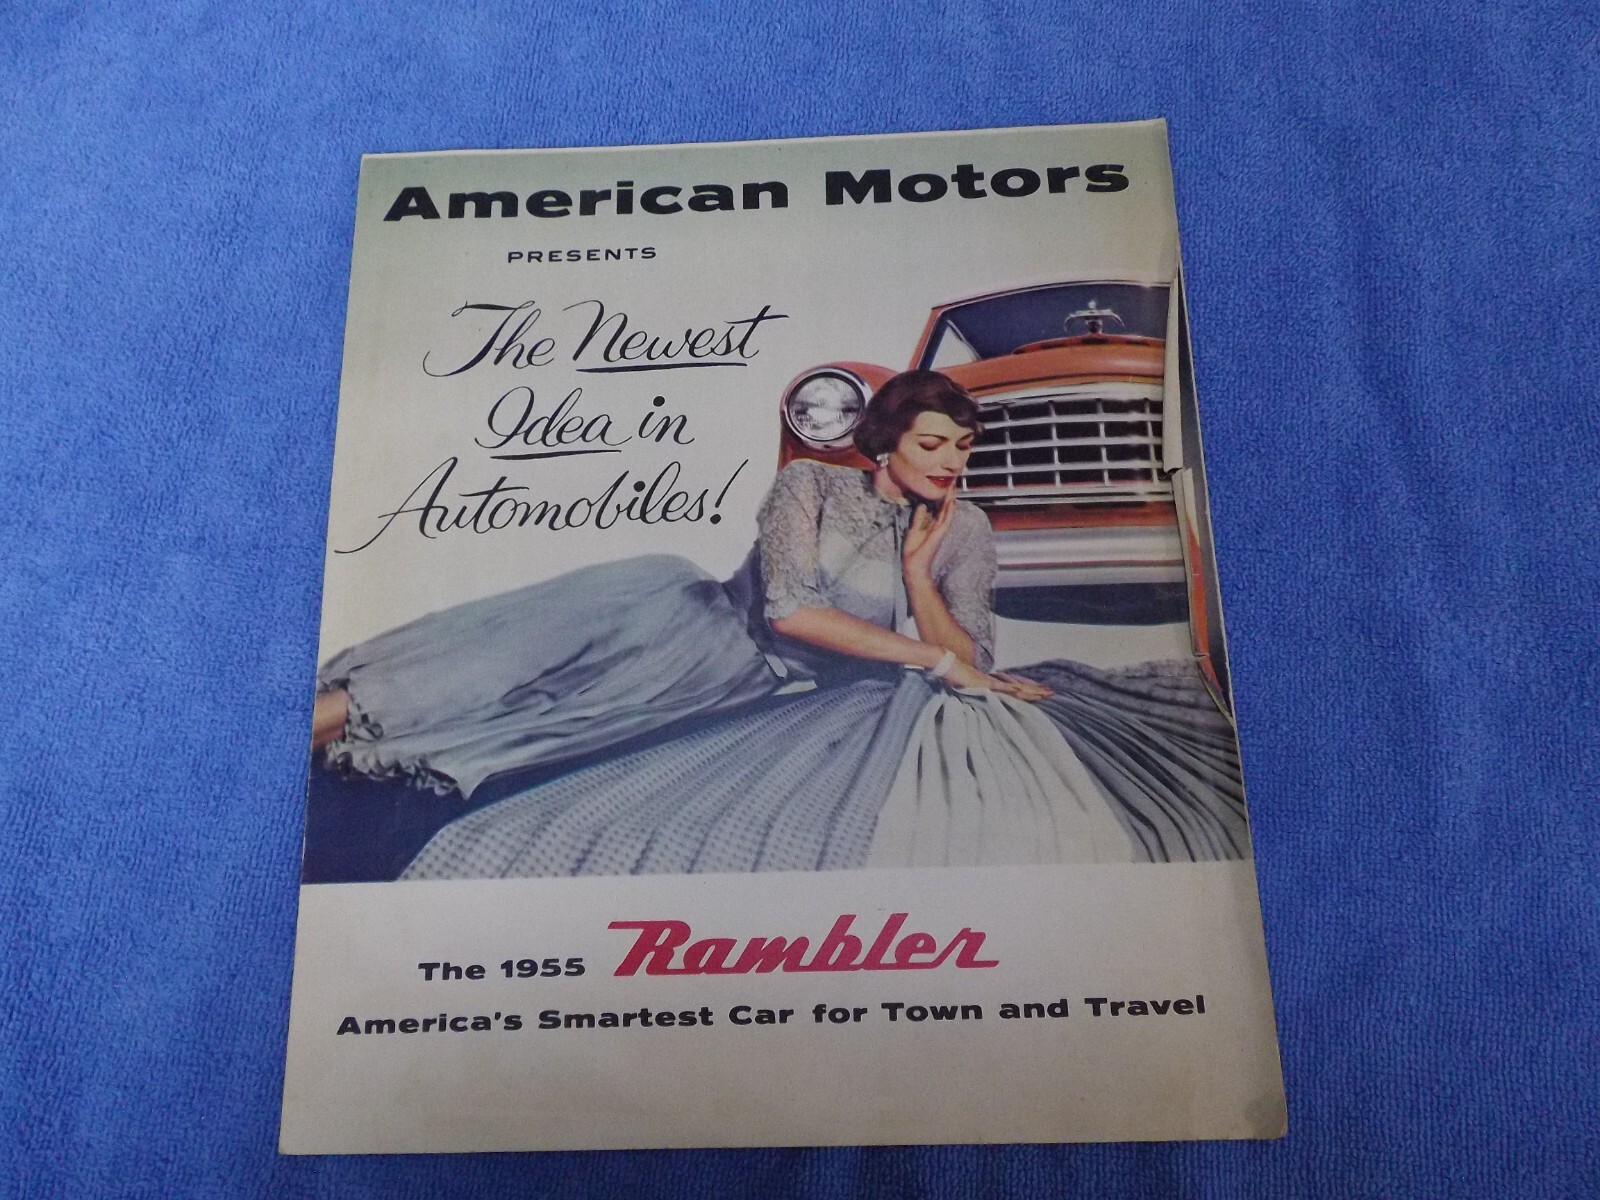 American Motors
PRESENTS
The Newest
Idea in
Automobiles!
The 1955 Rambler
America's Smartest Car for Town and Travel